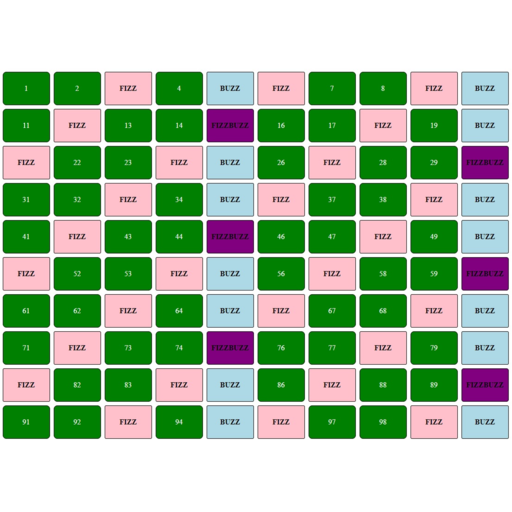 1 2 FIZZ 4 BUZZ FIZZ 7 8 FIZZ BUZZ
11 FIZZ 13 14 FIZZBUZZ 16 17 FIZZ 19 BUZZ
FIZZ 22 23 FIZZ BUZZ 26 FIZZ 28 29 FIZZBUZZ
31 32 FIZZ 34 BUZZ FIZZ 37 38 FIZZ BUZZ
41 FIZZ 43 44 FIZZBUZZ 46 47 FIZZ 49 BUZZ
FIZZ 52 53 FIZZ BUZZ 56 FIZZ 58 59 FIZZBUZZ
61 62 FIZZ 64 BUZZ FIZZ 67 68 FIZZ BUZZ
71 FIZZ 73 74 FIZZBUZZ 76 77 FIZZ 79 BUZZ
FIZZ 82 83 FIZZ BUZZ 86 FIZZ 88 89 FIZZBUZZ
91 92 FIZZ 94 BUZZ FIZZ 97 98 FIZZ BUZZ